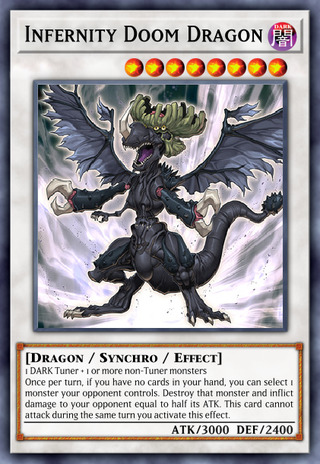 INFERNITY DOOM DRAGON
DARK
闇
[DRAGON / SYNCHRO / EFFECT]
1 DARK Tuner + 1 or more non-Tuner monsters
Once per turn, if you have no cards in your hand, you can select 1
monster your opponent controls. Destroy that monster and inflict
damage to your opponent equal to half its ATK. This card cannot
attack during the same turn you activate this effect.
ATK/3000 DEF/2400